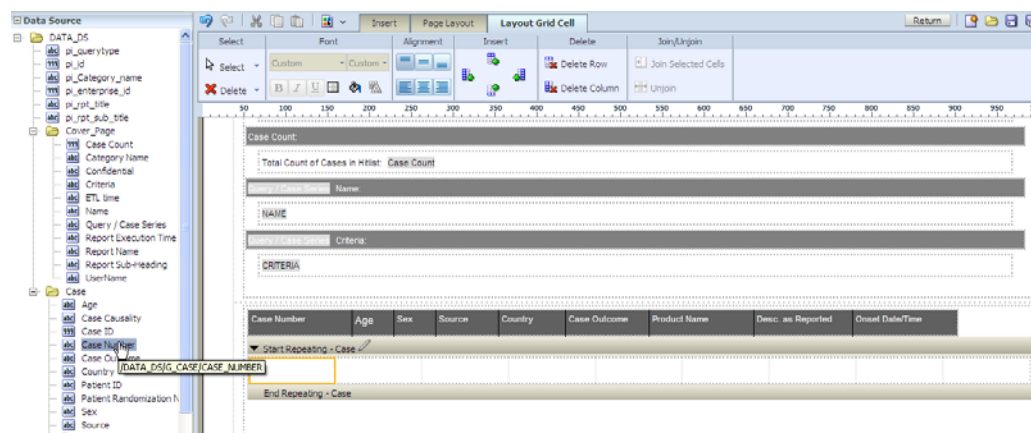 Data Source
DATA_DS
pi_querytype
pi_id
pi_Category_name
pi_enterprise_id
pi_rpt_title
pi_rpt_sub_title
Cover_Page
Case Count
Category Name
Confidential
Criteria
ETL time
Name
Query / Case Series
Report Execution Time
Report Name
Report Sub-Heading
UserName
Case
Age
Case Causality
Case ID
Case Number
Case Outcome
/DATA_DS/G_CASE/CASE_NUMBER
Country
Patient ID
Patient Randomization N
Sex
Source
Insert Page Layout Layout Grid Cell Return
Select Font Alignment Insert Delete Join/Unjoin
Select Custom Custom Delete Row Join Selected Cells
Delete B I U Delete Column Unjoin
50 100 150 200 250 300 350 400 450 500 550 600 650 700 750 800 850 900 950
Case Count:
Total Count of Cases in Hitlist: Case Count
Query / Case Series Name:
NAME
Query / Case Series Criteria:
CRITERIA
Case Number Age Sex Source Country Case Outcome Product Name Desc. as Reported Onset Date/Time
Start Repeating - Case
End Repeating - Case